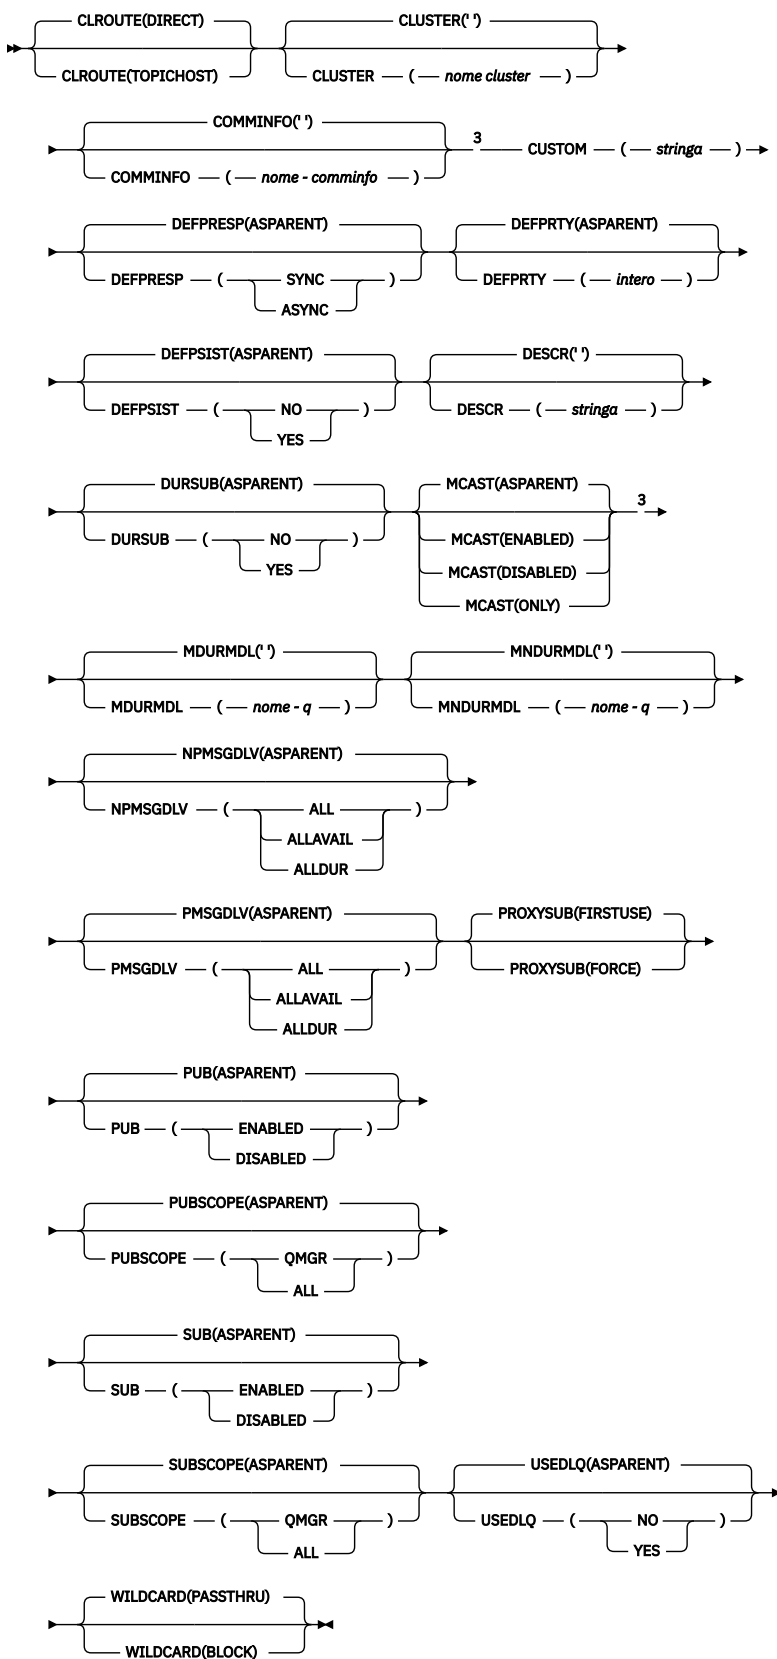 CLROUTE(DIRECT) CLUSTER(' ')
CLROUTE(TOPICHOST) CLUSTER ( nome cluster )
COMMINFO(' ')
3 CUSTOM ( stringa )
COMMINFO ( nome - comminfo )
DEFPRESP(ASPARENT) DEFPRTY(ASPARENT)
DEFPRESP ( SYNC ) DEFPRTY ( intero )
ASYNC
DEFPSIST(ASPARENT) DESCR(' ')
DEFPSIST ( NO ) DESCR ( stringa )
YES
DURSUB(ASPARENT) MCAST(ASPARENT)
3
DURSUB ( NO ) MCAST(ENABLED)
YES MCAST(DISABLED)
MCAST(ONLY)
MDURMDL(' ') MNDURMDL(' ')
MDURMDL ( nome - q ) MNDURMDL ( nome - q )
NPMSGDLV(ASPARENT)
NPMSGDLV ( ALL )
ALLAVAIL
ALLDUR
PMSGDLV(ASPARENT) PROXYSUB(FIRSTUSE)
PMSGDLV ( ALL ) PROXYSUB(FORCE)
ALLAVAIL
ALLDUR
PUB(ASPARENT)
PUB ( ENABLED )
DISABLED
PUBSCOPE(ASPARENT)
PUBSCOPE ( QMGR )
ALL
SUB(ASPARENT)
SUB ( ENABLED )
DISABLED
SUBSCOPE(ASPARENT) USEDLQ(ASPARENT)
SUBSCOPE ( QMGR ) USEDLQ ( NO )
ALL YES
WILDCARD(PASSTHRU)
WILDCARD(BLOCK)